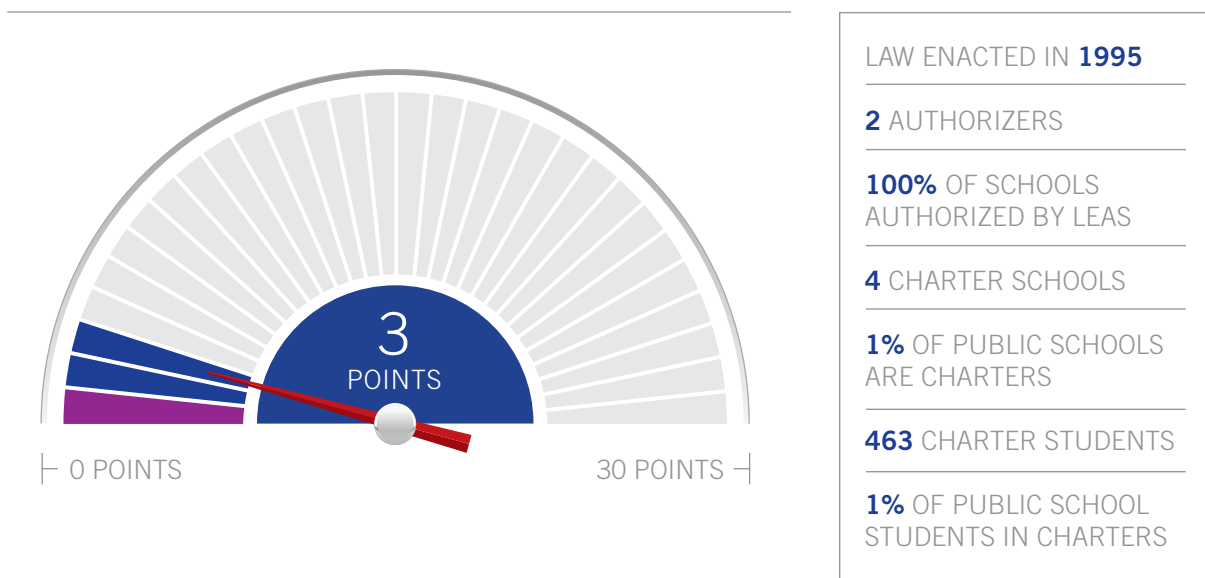 3
POINTS
0 POINTS
30 POINTS
LAW ENACTED IN 1995
2 AUTHORIZERS
100% OF SCHOOLS
AUTHORIZED BY LEAS
4 CHARTER SCHOOLS
1% OF PUBLIC SCHOOLS
ARE CHARTERS
463 CHARTER STUDENTS
1% OF PUBLIC SCHOOL
STUDENTS IN CHARTERS